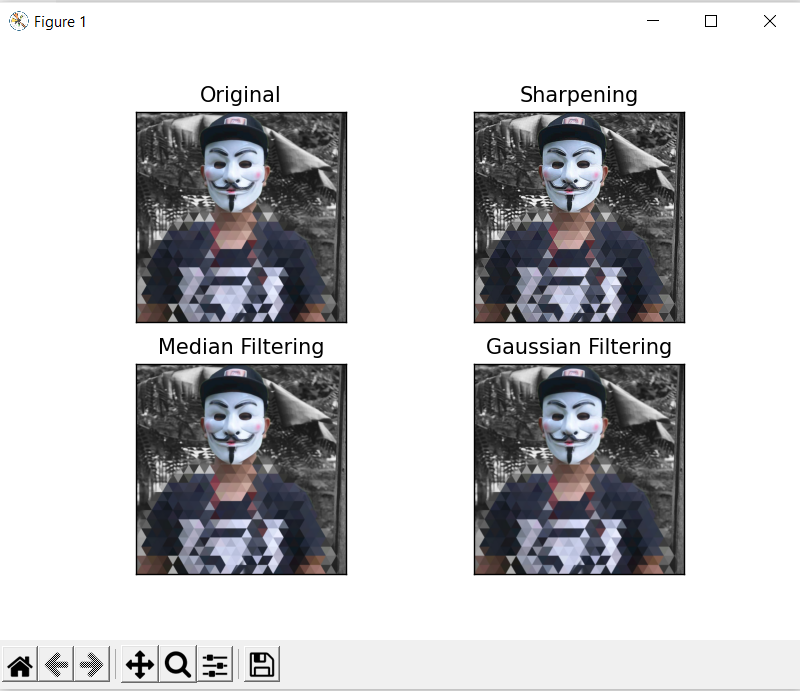 Figure 1
Original
Sharpening
Median Filtering
Gaussian Filtering